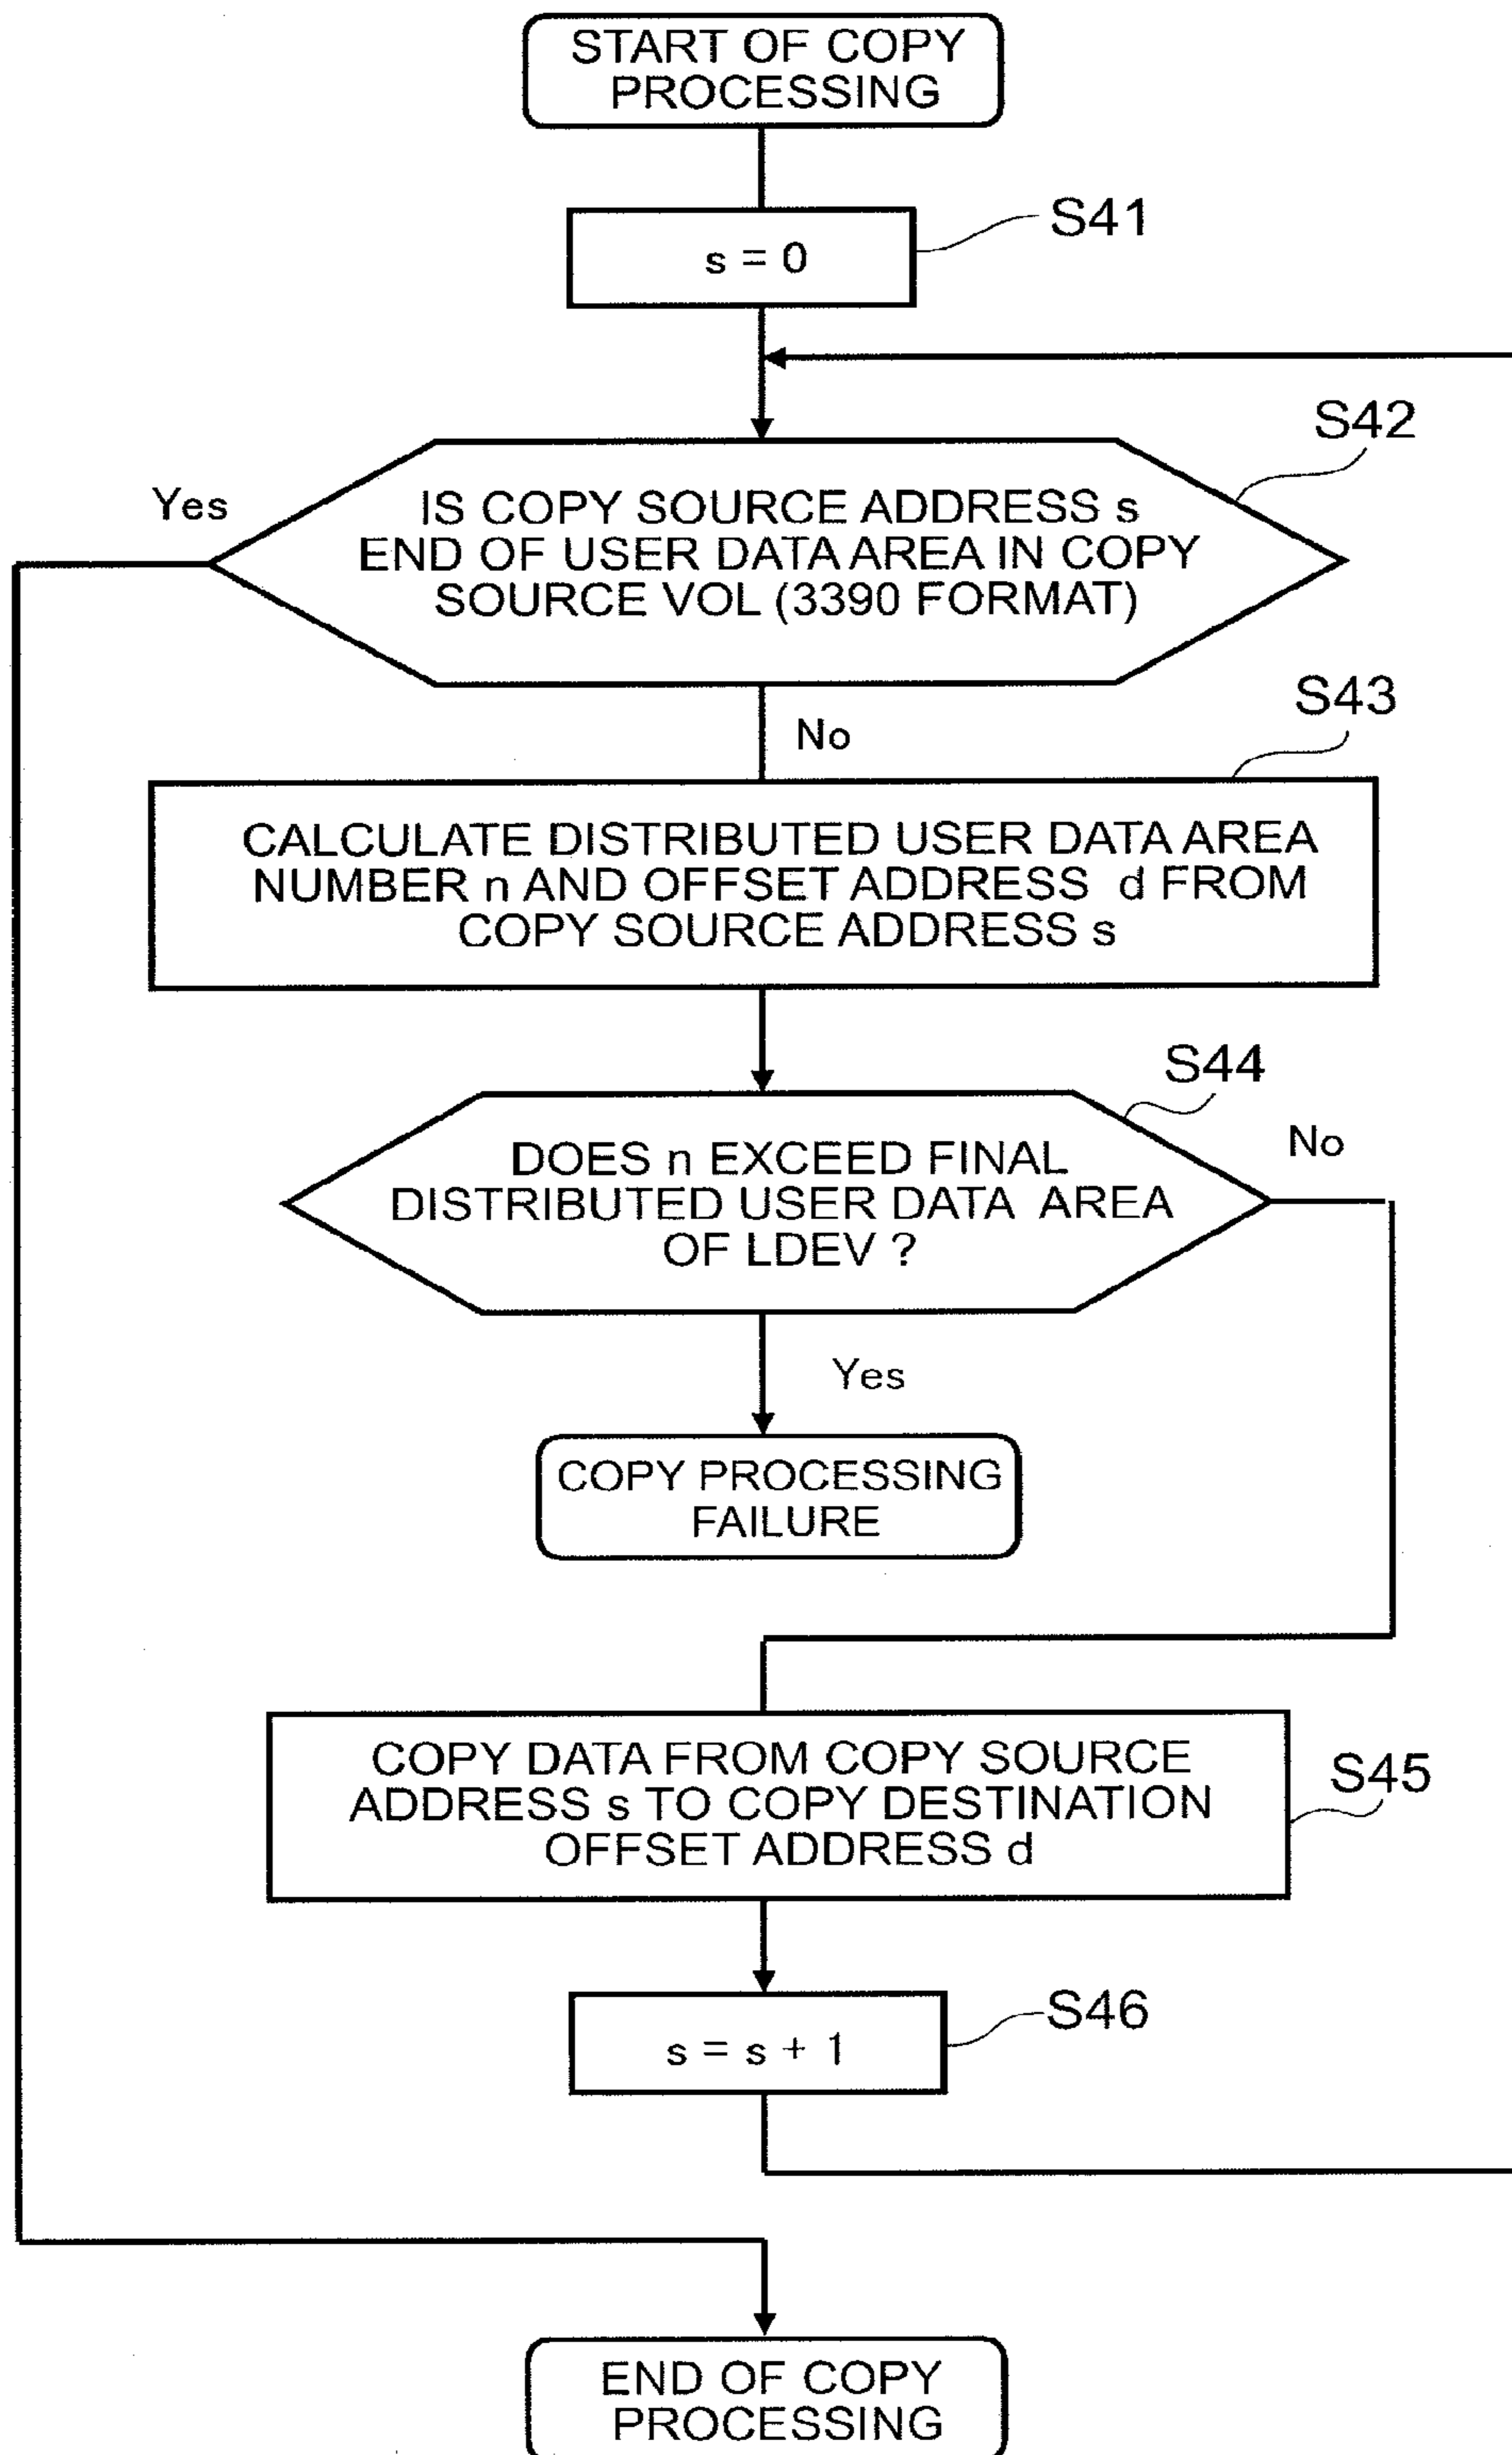 START OF COPY
PROCESSING
S41
s = 0
S42
Yes
IS COPY SOURCE ADDRESS s
END OF USER DATA AREA IN COPY
SOURCE VOL (3390 FORMAT)
No
S43
CALCULATE DISTRIBUTED USER DATA AREA
NUMBER n AND OFFSET ADDRESS d FROM
COPY SOURCE ADDRESS s
S44
No
DOES n EXCEED FINAL
DISTRIBUTED USER DATA AREA
OF LDEV ?
Yes
COPY PROCESSING
FAILURE
COPY DATA FROM COPY SOURCE
ADDRESS s TO COPY DESTINATION
OFFSET ADDRESS d
S45
S46
s = s + 1
END OF COPY
PROCESSING